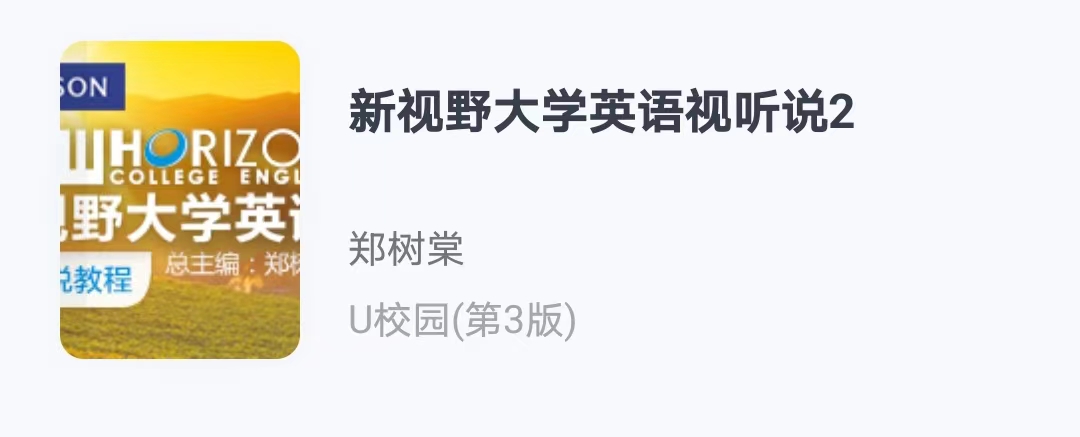 SON
HORIZO
COLLEGE ENGL
野大学英
总主编：郑
说教程
新视野大学英语视听说2
郑树棠
U校园(第3版)